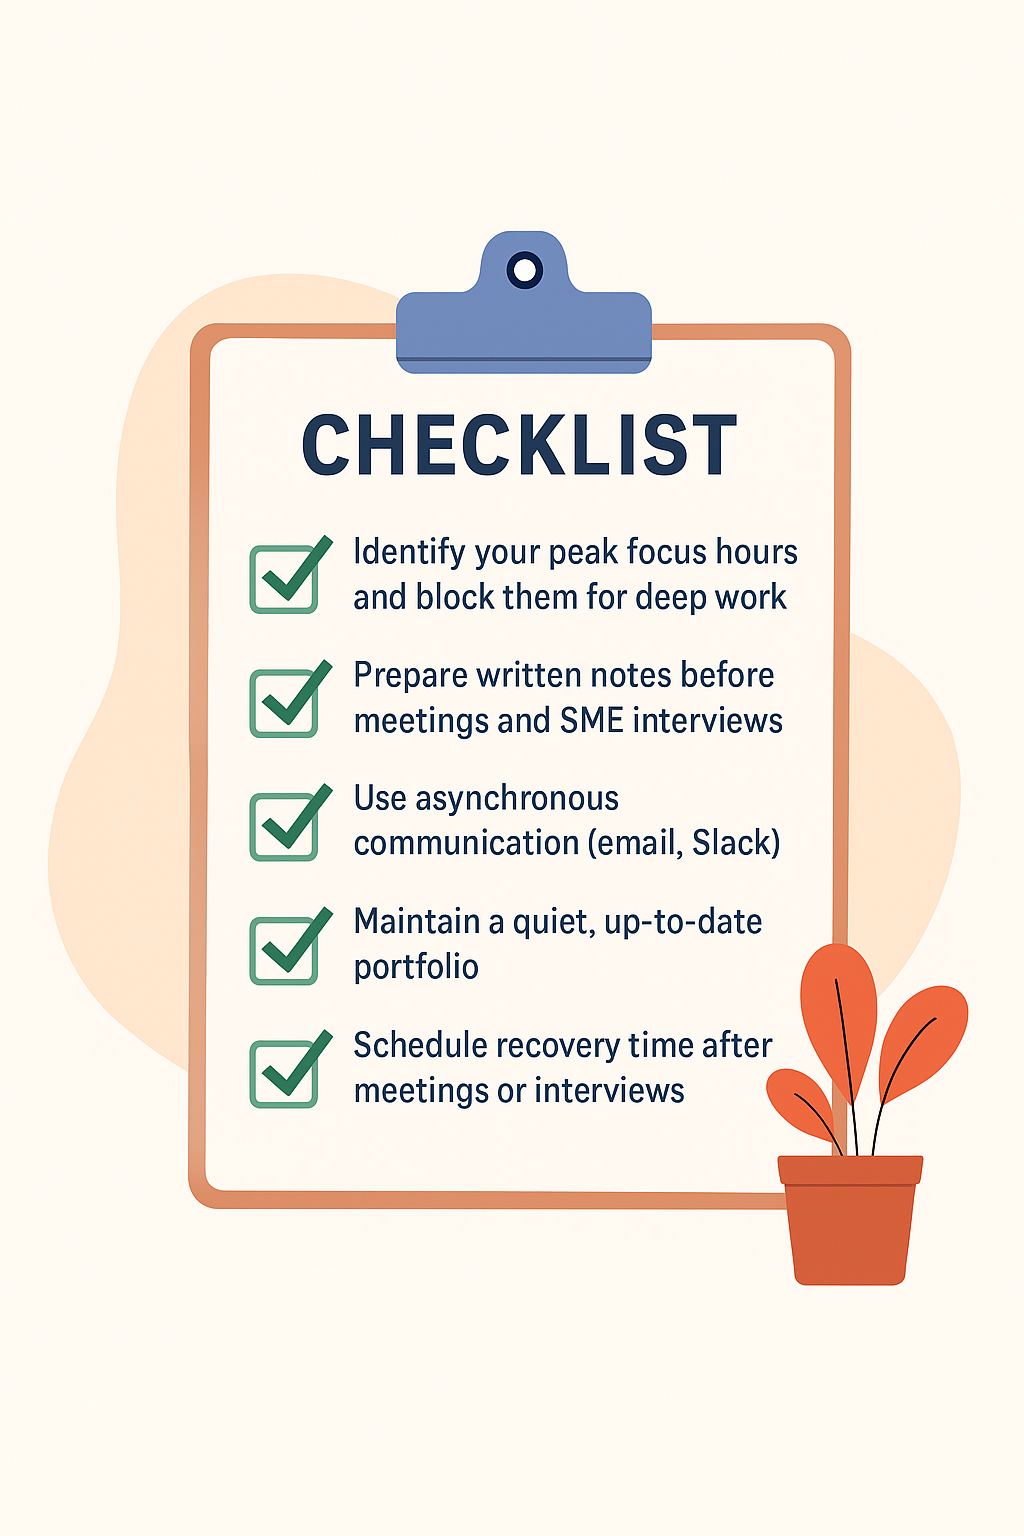 CHECKLIST
Identify your peak focus hours
and block them for deep work
Prepare written notes before
meetings and SME interviews
Use asynchronous
communication (email, Slack)
Maintain a quiet, up-to-date
portfolio
Schedule recovery time after
meetings or interviews